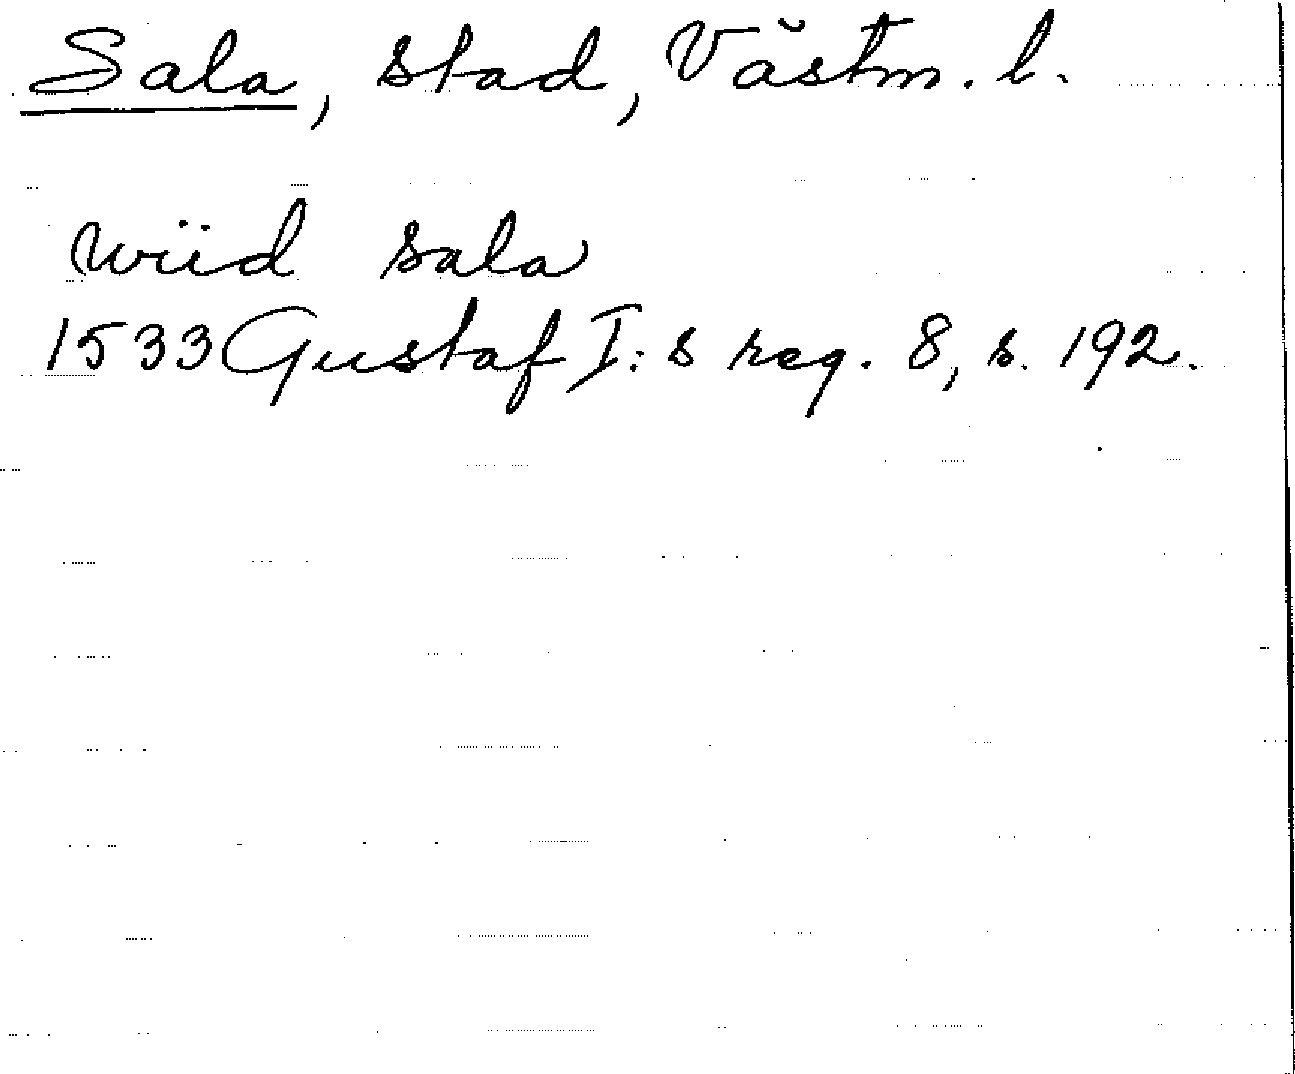 Sala, stad, Västm. l.
wiid sala
1533 Gustaf I:s reg. 8, s. 192.